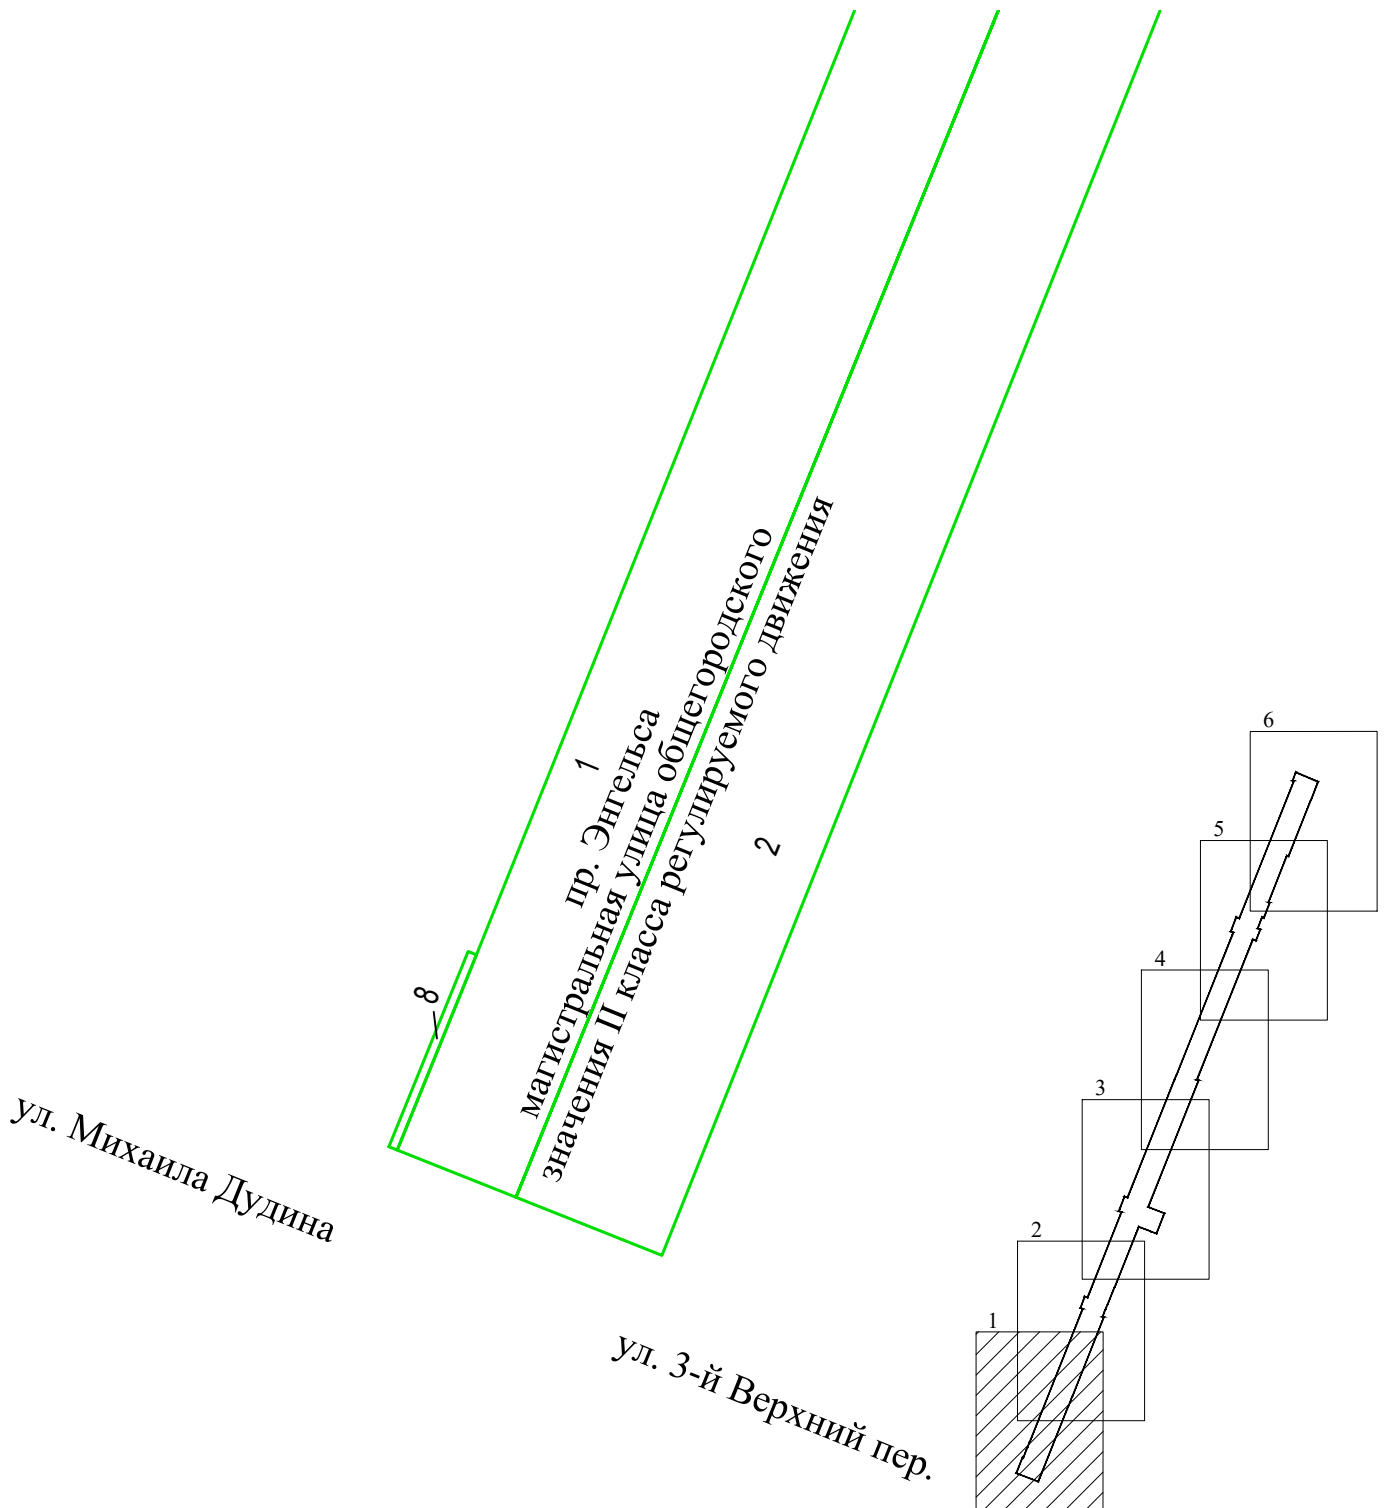 1
пр. Энгельса
магистральная улица общегородского
значения II класса регулируемого движения
2
8
ул. Михаила Дудина
ул. 3-й Верхний пер.
6
5
4
3
2
1